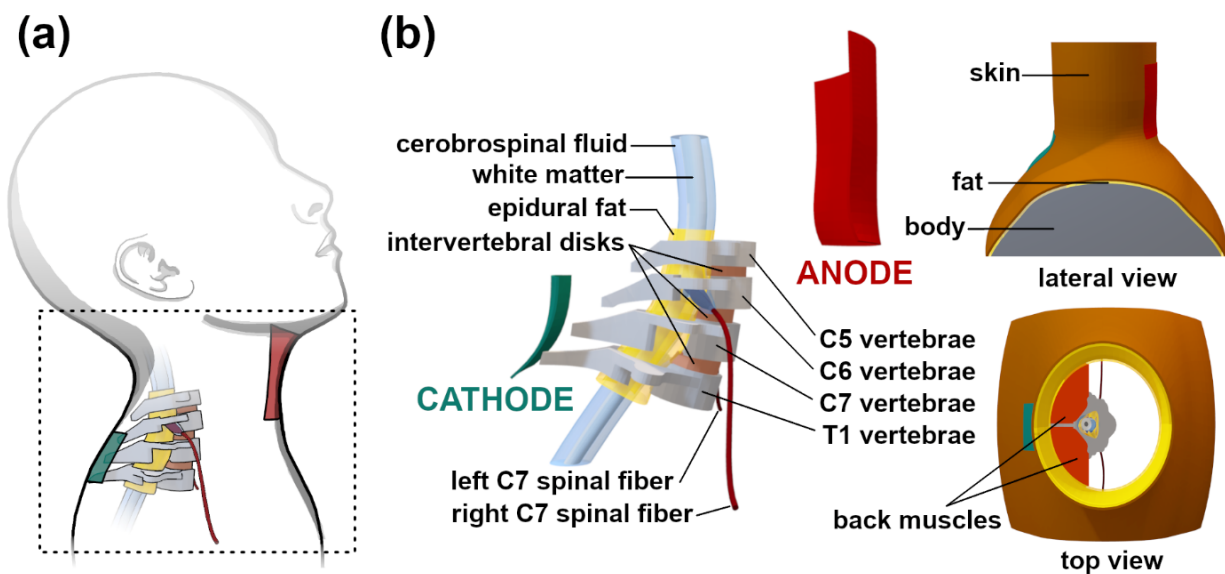 (a)
(b)
cerobrospinal fluid
white matter
epidural fat
intervertebral disks
CATHODE
ANODE
C5 vertebrae
C6 vertebrae
C7 vertebrae
T1 vertebrae
left C7 spinal fiber
right C7 spinal fiber
skin
fat
body
lateral view
back muscles
top view